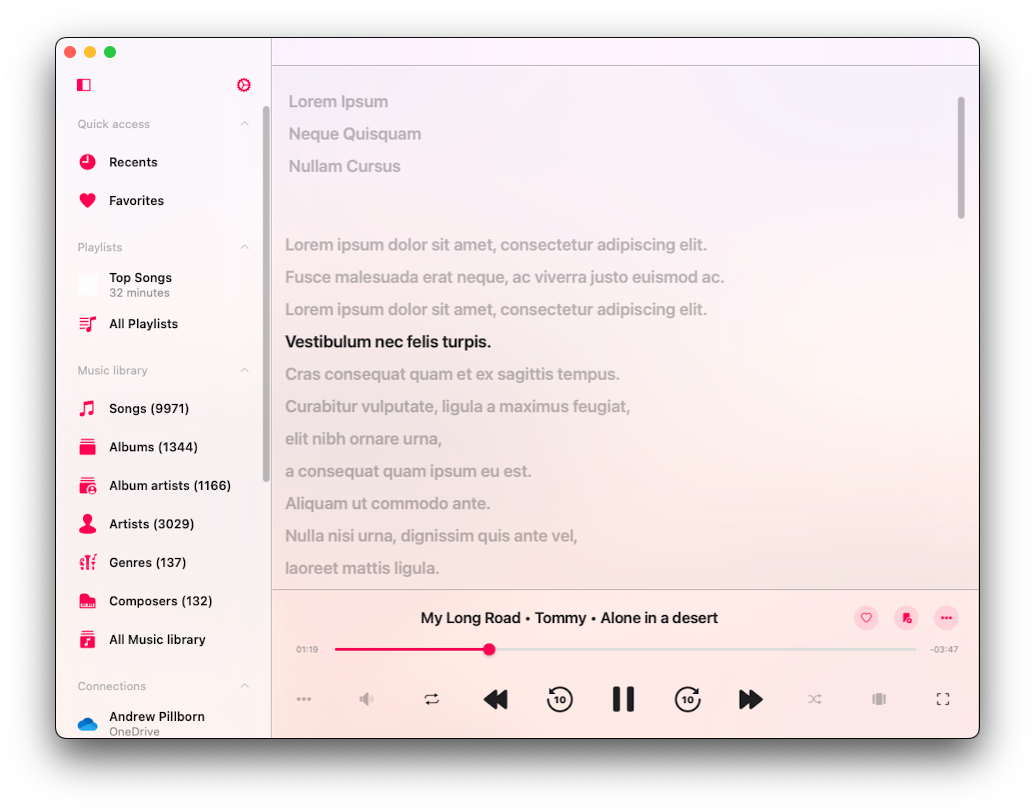 Quick access
Recents
Favorites
Playlists
Top Songs
32 minutes
All Playlists
Music library
Songs (9971)
Albums (1344)
Album artists (1166)
Artists (3029)
Genres (137)
Composers (132)
All Music library
Connections
Andrew Pillborn
OneDrive
Lorem Ipsum
Neque Quisquam
Nullam Cursus
Lorem ipsum dolor sit amet, consectetur adipiscing elit.
Fusce malesuada erat neque, ac viverra justo euismod ac.
Lorem ipsum dolor sit amet, consectetur adipiscing elit.
Vestibulum nec felis turpis.
Cras consequat quam et ex sagittis tempus.
Curabitur vulputate, ligula a maximus feugiat,
elit nibh ornare urna,
a consequat quam ipsum eu est.
Aliquam ut commodo ante.
Nulla nisi urna, dignissim quis ante vel,
laoreet mattis ligula.
My Long Road • Tommy • Alone in a desert
01:19 -03:47
10 10